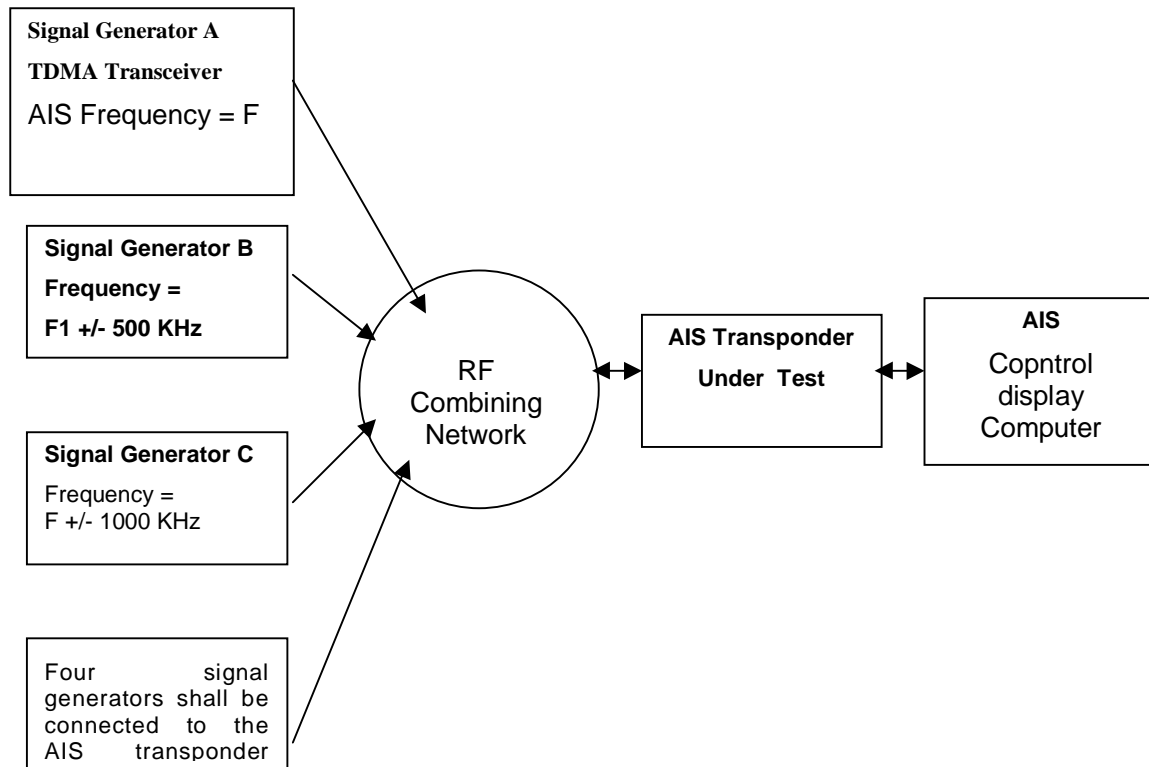 Signal Generator A
TDMA Transceiver
AIS Frequency = F
Signal Generator B
Frequency =
F1 +/- 500 KHz
Signal Generator C
Frequency =
F +/- 1000 KHz
Four signal
generators shall be
connected to the
AIS transponder
RF
Combining
Network
AIS Transponder
Under Test
AIS
Copntrol
display
Computer